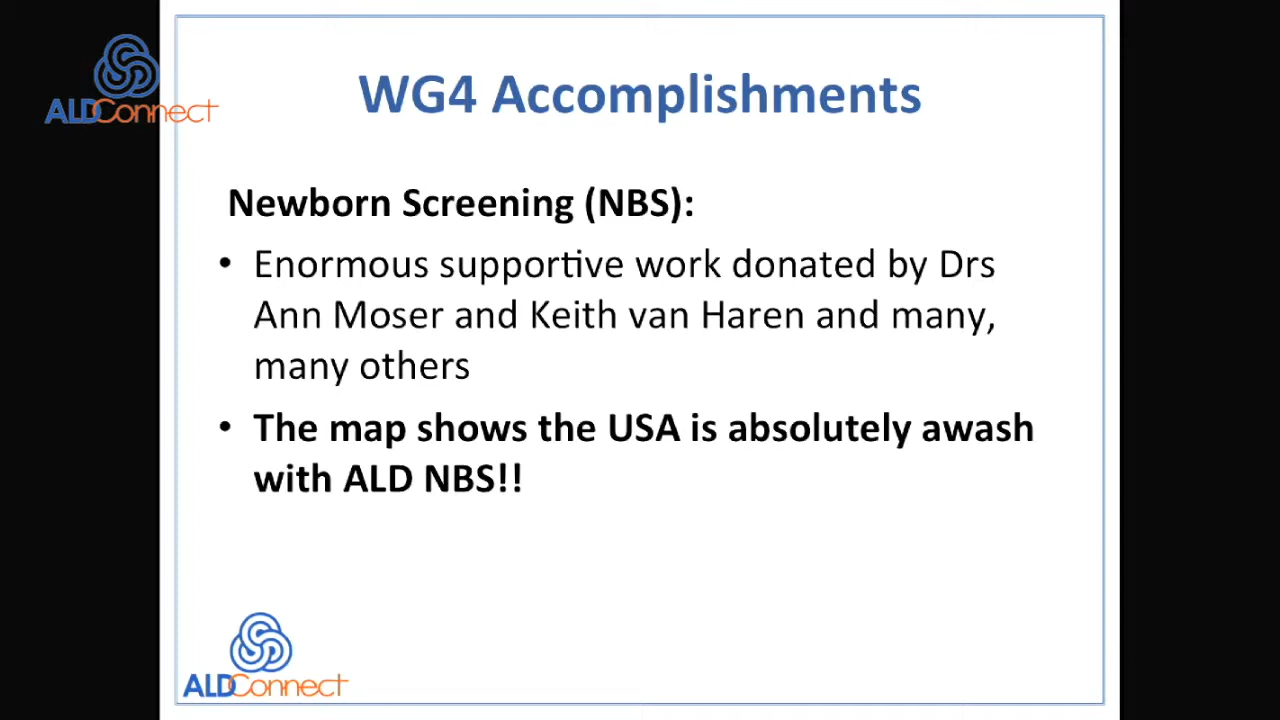 ALDConnect
WG4 Accomplishments
Newborn Screening (NBS):
• Enormous supportive work donated by Drs
Ann Moser and Keith van Haren and many,
many others
• The map shows the USA is absolutely awash
with ALD NBS!!
ALDConnect